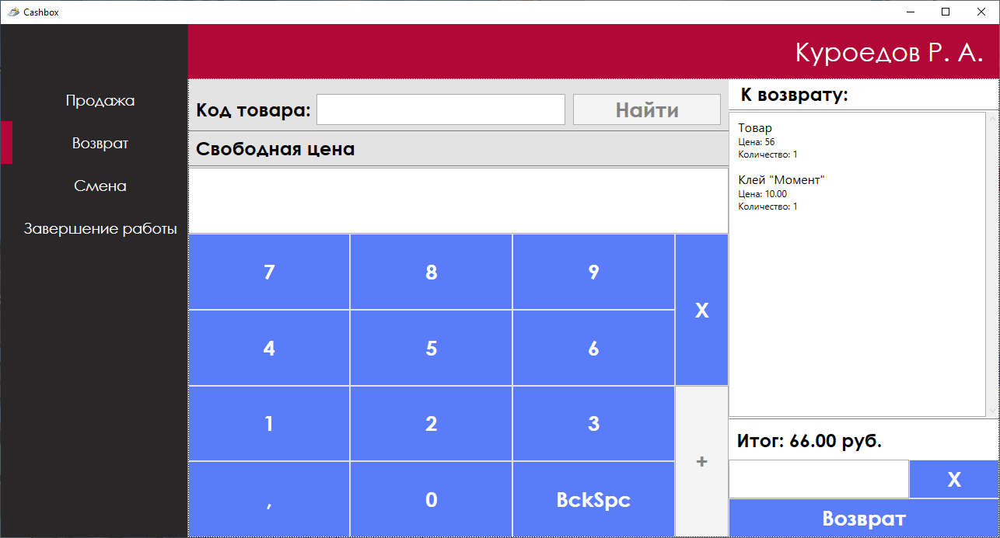 Cashbox
Куроедов Р. А.
Продажа
Возврат
Смена
Завершение работы
Код товара:
Найти
Свободная цена
7 8 9 X
4 5 6
1 2 3 +
, 0 BckSpc
К возврату:
Товар
Цена: 56
Количество: 1
Клей "Момент"
Цена: 10.00
Количество: 1
Итог: 66.00 руб.
X
Возврат